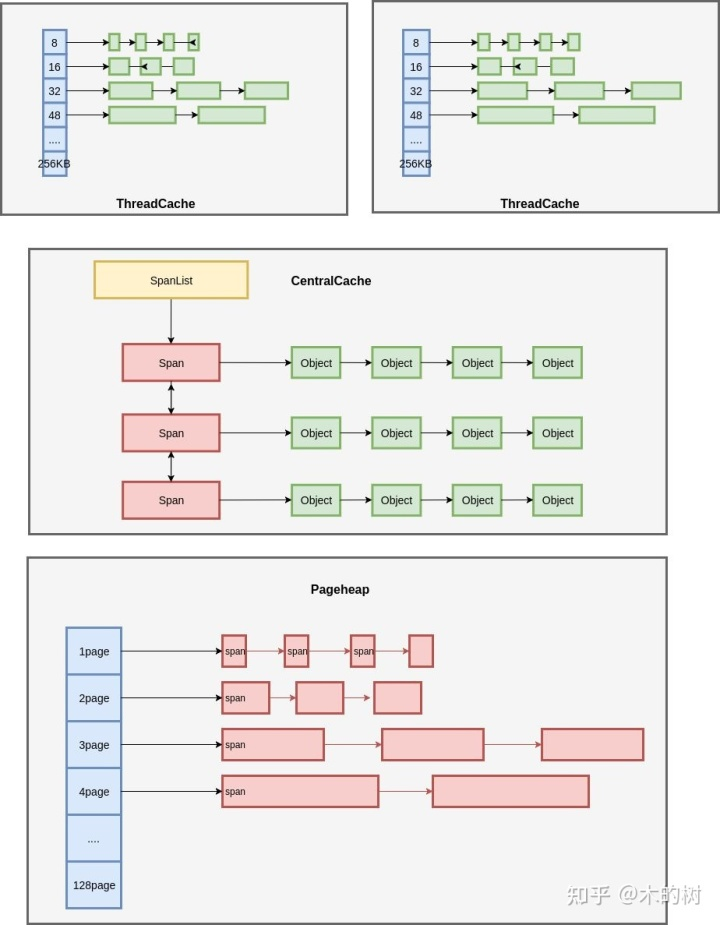 8
16
32
48
....
256KB
ThreadCache
8
16
32
48
....
256KB
ThreadCache
SpanList
CentralCache
Span Object Object Object Object
Span Object Object Object Object
Span Object Object Object Object
Pageheap
1page span span span
2page span
3page span
4page span
....
128page
知乎 @木的树